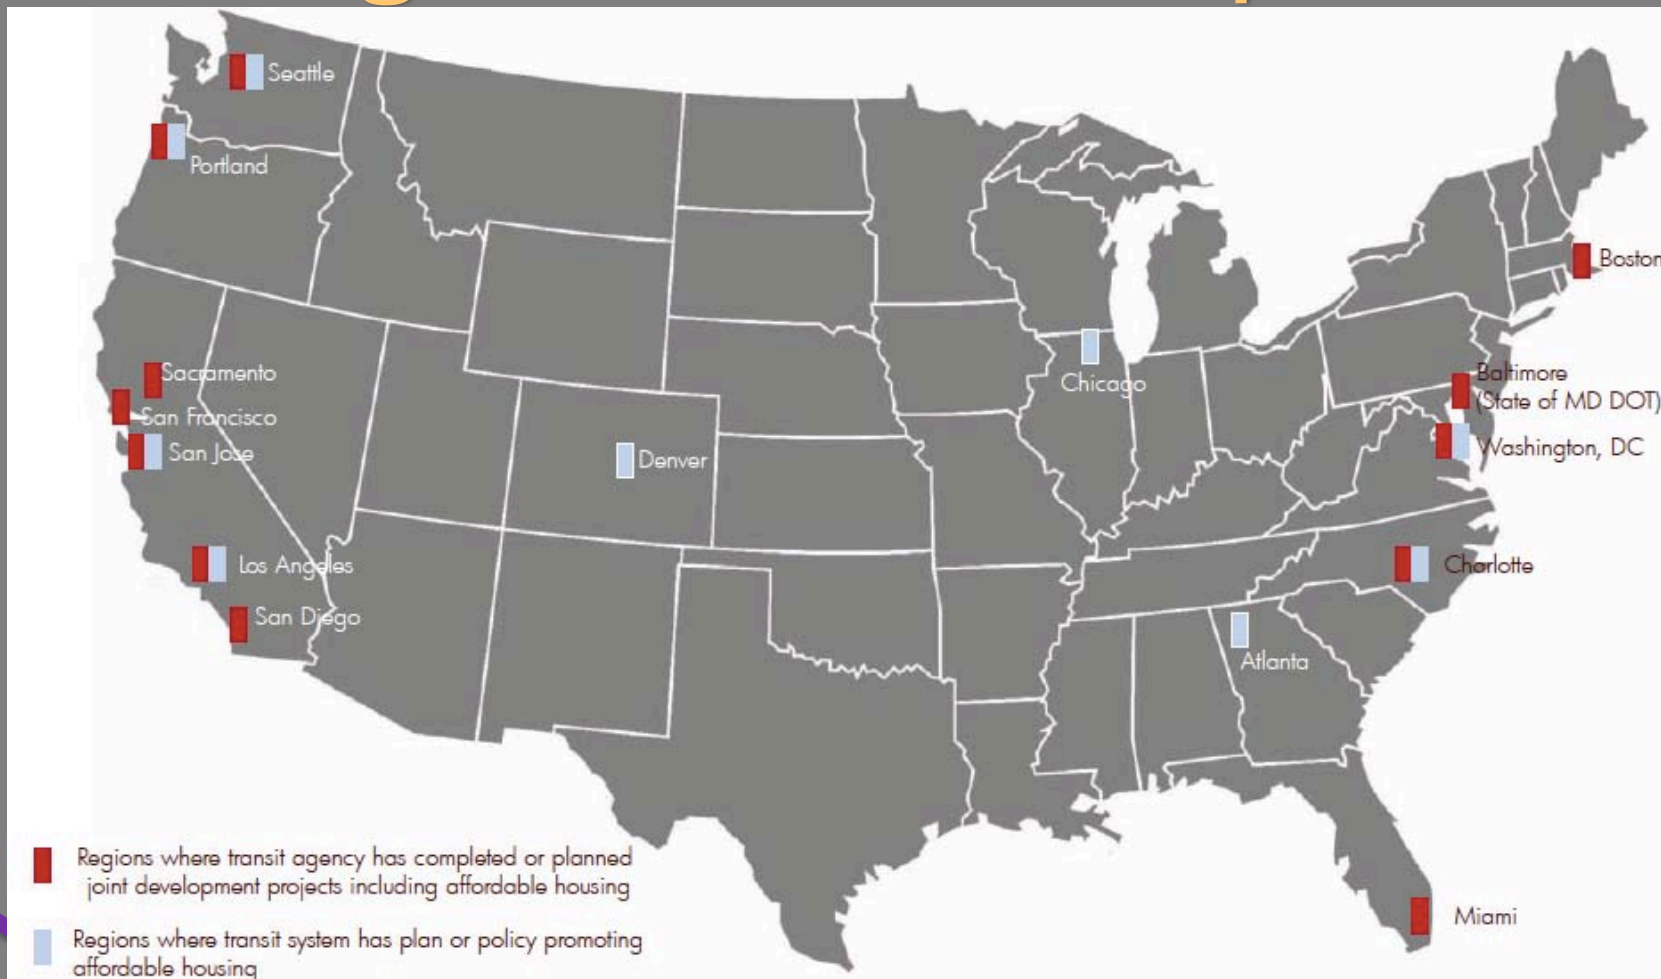 Seattle
Portland
Boston
Sacramento
San Francisco
San Jose
Chicago
Denver
Baltimore
(State of MD DOT)
Washington, DC
Los Angeles
San Diego
Charlotte
Atlanta
Miami
Regions where transit agency has completed or planned
joint development projects including affordable housing
Regions where transit system has plan or policy promoting
affordable housing